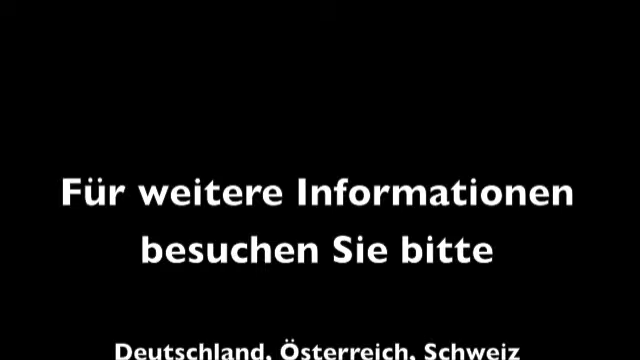 Für weitere Informationen
besuchen Sie bitte
Deutschland, Österreich, Schweiz